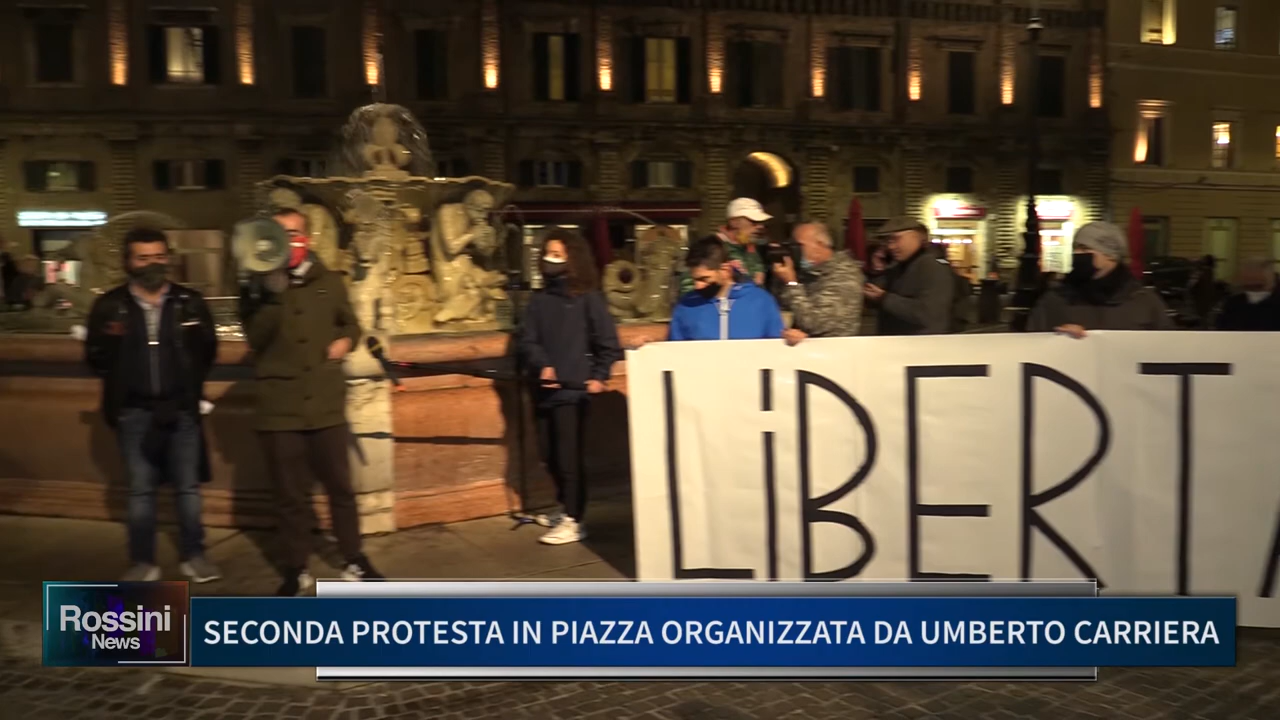 LiBERTA
Rossini
News
SECONDA PROTESTA IN PIAZZA ORGANIZZATA DA UMBERTO CARRIERA